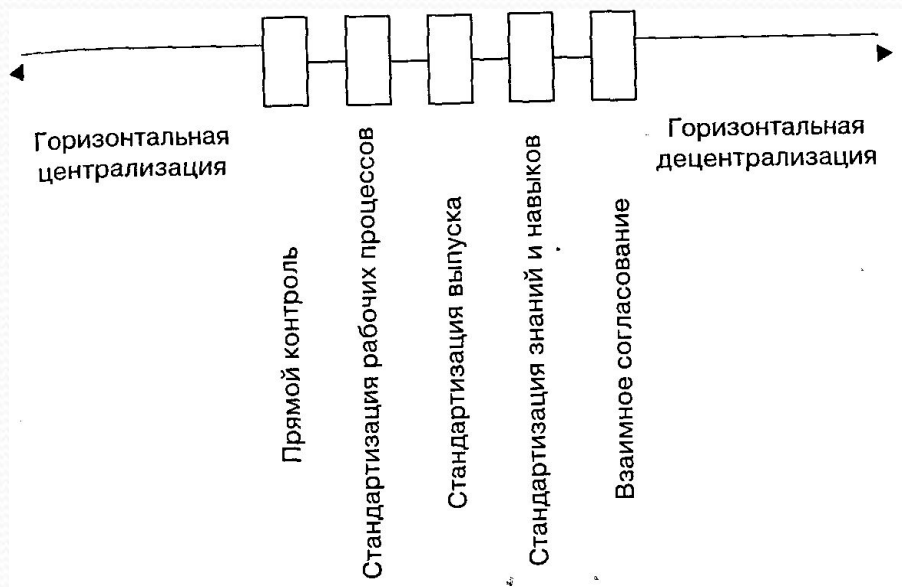 Горизонтальная
централизация
Горизонтальная
децентрализация
Прямой контроль
Стандартизация рабочих процессов
Стандартизация выпуска
Стандартизация знаний и навыков
Взаимное согласование